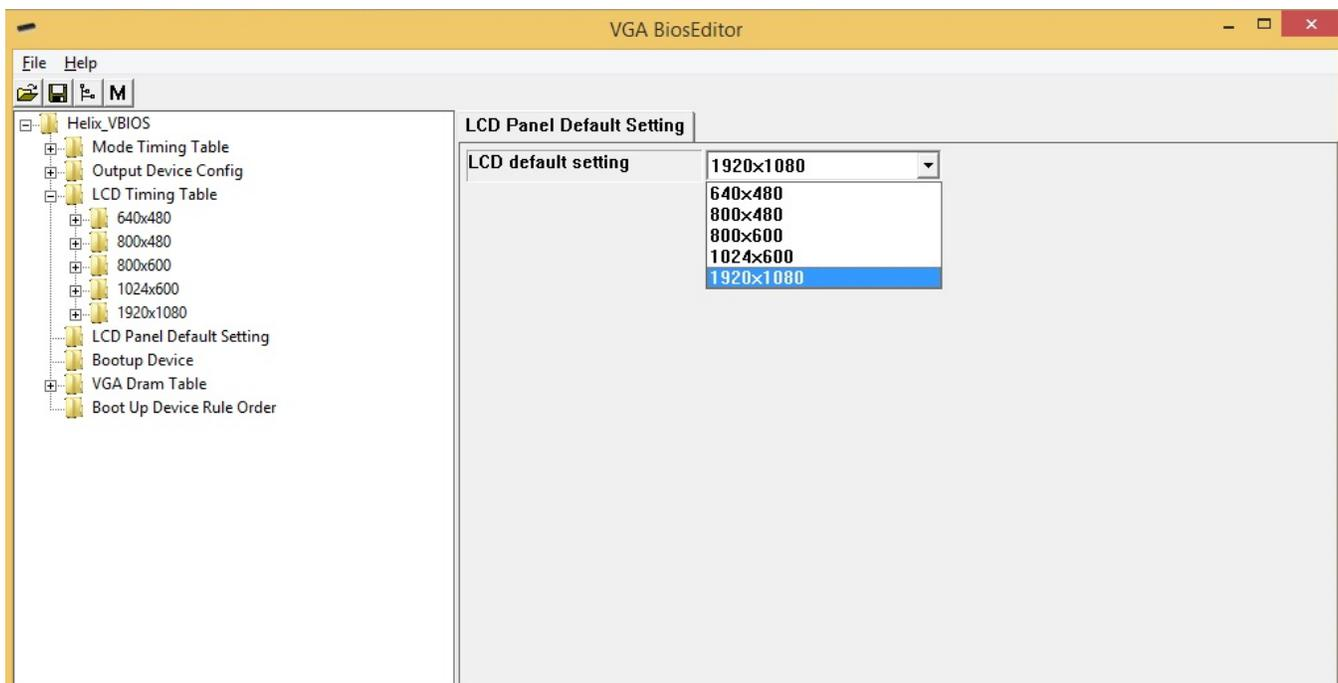 VGA BiosEditor
File Help
M
Helix_VBIOS
Mode Timing Table
Output Device Config
LCD Timing Table
640x480
800x480
800x600
1024x600
1920x1080
LCD Panel Default Setting
Bootup Device
VGA Dram Table
Boot Up Device Rule Order
LCD Panel Default Setting
LCD default setting 1920x1080
640x480
800x480
800x600
1024x600
1920x1080